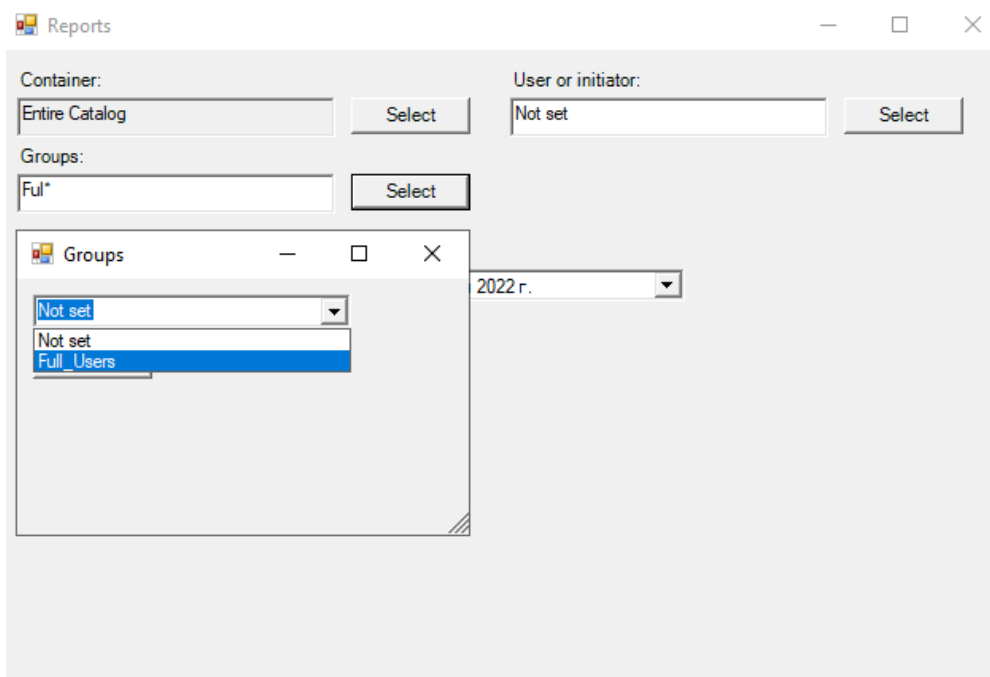 Reports
Container:
User or initiator:
Entire Catalog
Select
Not set
Select
Groups:
Ful*
Select
Groups
2022 г.
Not set
Not set
Full_Users